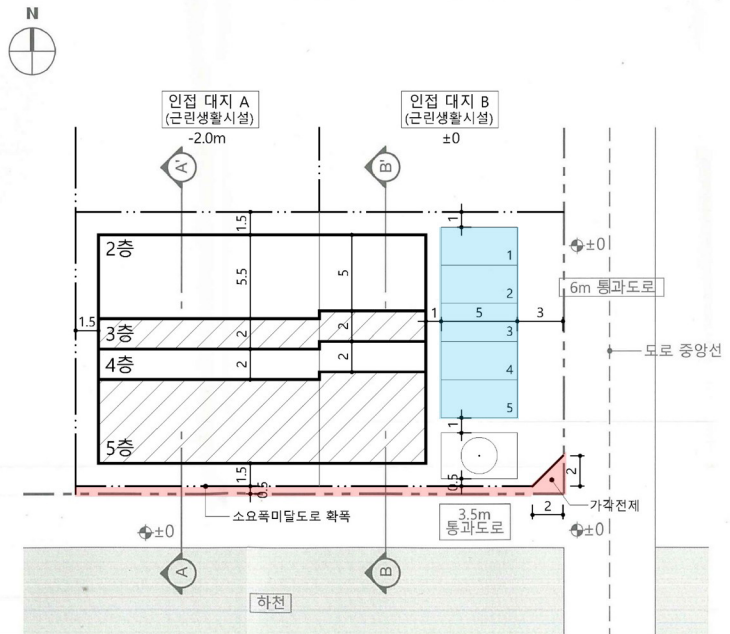 N
인접 대지 A
(근린생활시설)
-2.0m
인접 대지 B
(근린생활시설)
±0
A'
B'
1.5
1
2층
5.5
5
1
2
3
4
5
±0
6m 통과도로
1.5
3층
2
2
1
5
3
4층
2
2
도로 중앙선
5층
1
1.5
0.5
0.5
2
2
가각전제
소요폭미달도로 확폭
3.5m
통과도로
±0
±0
A
B
하천